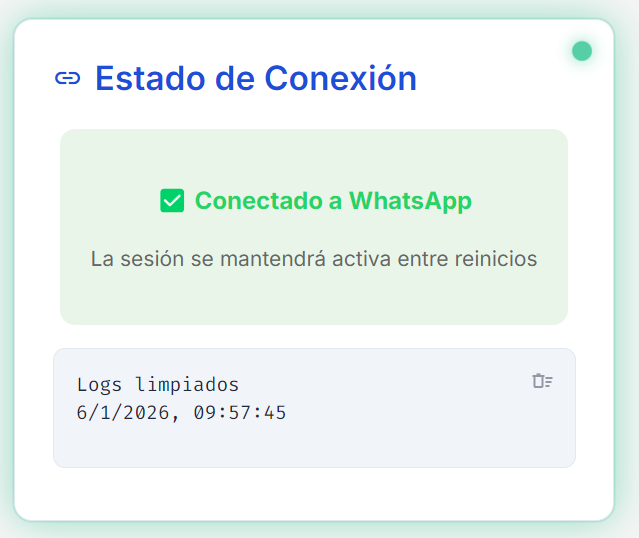 Estado de Conexión
✅ Conectado a WhatsApp
La sesión se mantendrá activa entre reinicios
Logs limpiados
6/1/2026, 09:57:45